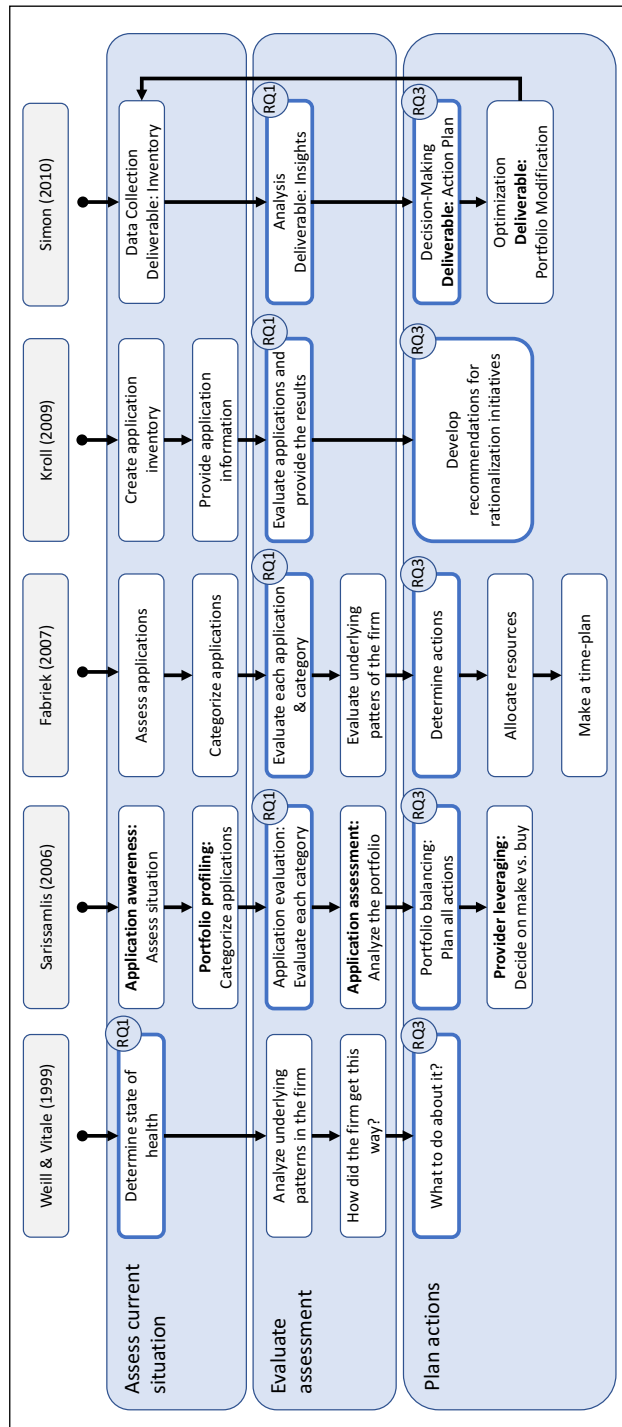 Weill & Vitale (1999)
Sarissamlis (2006)
Fabriek (2007)
Kroll (2009)
Simon (2010)
Assess current
situation
RQ1
Determine state of
health
Application awareness:
Assess situation
Portfolio profiling:
Categorize applications
Assess applications
Categorize applications
Create application
inventory
Provide application
information
Data Collection
Deliverable: Inventory
Evaluate
assessment
Analyze underlying
patterns in the firm
How did the firm get this
way?
RQ1
Application evaluation:
Evaluate each category
Application assessment:
Analyze the portfolio
RQ1
Evaluate each application
& category
Evaluate underlying
patters of the firm
RQ1
Evaluate applications and
provide the results
RQ1
Analysis
Deliverable: Insights
Plan actions
RQ3
What to do about it?
RQ3
Portfolio balancing:
Plan all actions
Provider leveraging:
Decide on make vs. buy
RQ3
Determine actions
Allocate resources
Make a time-plan
RQ3
Develop
recommendations for
rationalization initiatives
RQ3
Decision-Making
Deliverable: Action Plan
Optimization
Deliverable:
Portfolio Modification